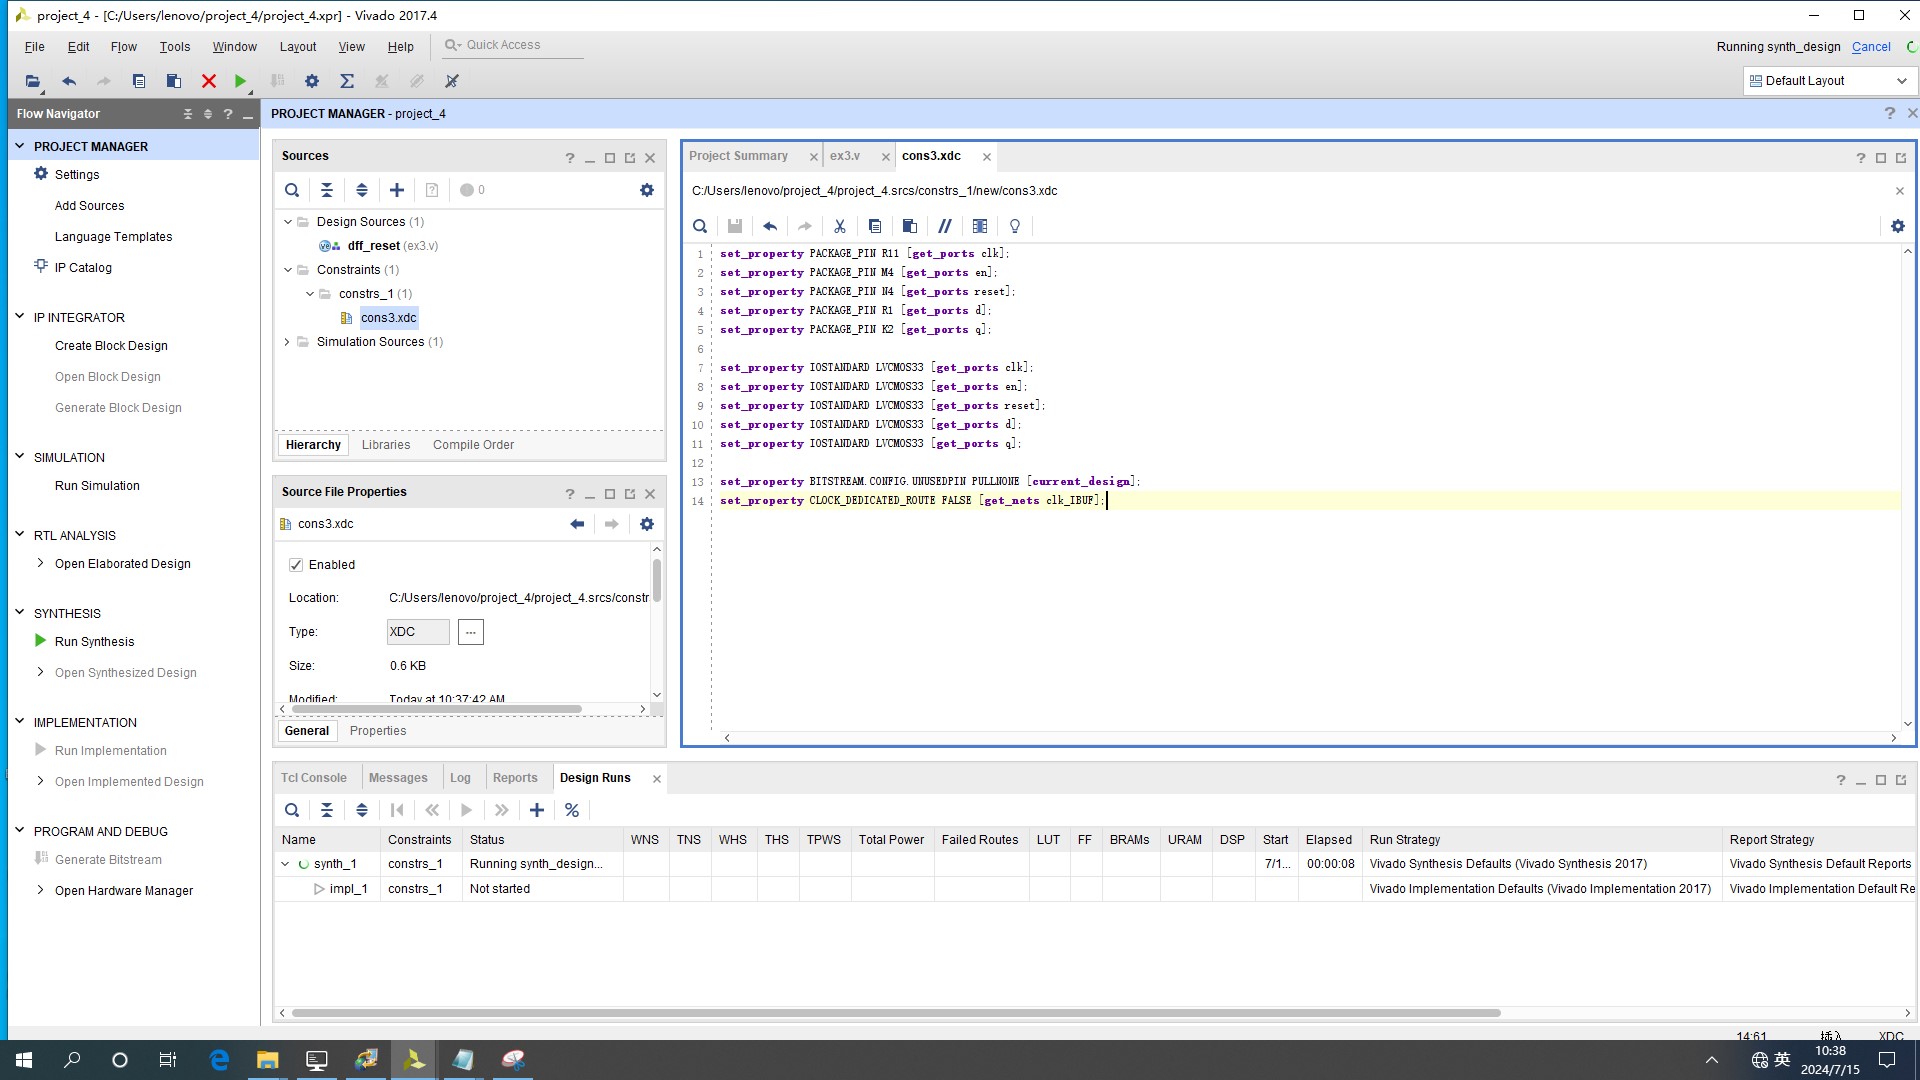 project_4 - [C:/Users/lenovo/project_4/project_4.xpr] - Vivado 2017.4
File Edit Flow Tools Window Layout View Help Quick Access
Running synth_design Cancel
Default Layout
Flow Navigator
PROJECT MANAGER
Settings
Add Sources
Language Templates
IP Catalog
IP INTEGRATOR
Create Block Design
Open Block Design
Generate Block Design
SIMULATION
Run Simulation
RTL ANALYSIS
Open Elaborated Design
SYNTHESIS
Run Synthesis
Open Synthesized Design
IMPLEMENTATION
Run Implementation
Open Implemented Design
PROGRAM AND DEBUG
Generate Bitstream
Open Hardware Manager
PROJECT MANAGER - project_4
Sources
0
Design Sources (1)
dff_reset (ex3.v)
Constraints (1)
constrs_1 (1)
cons3.xdc
Simulation Sources (1)
Hierarchy Libraries Compile Order
Source File Properties
cons3.xdc
Enabled
Location: C:/Users/lenovo/project_4/project_4.srcs/constr
Type: XDC ...
Size: 0.6 KB
Modified: Today at 10:37:42 AM
General Properties
Project Summary ex3.v cons3.xdc
C:/Users/lenovo/project_4/project_4.srcs/constrs_1/new/cons3.xdc
1 set_property PACKAGE_PIN R11 [get_ports clk];
2 set_property PACKAGE_PIN M4 [get_ports en];
3 set_property PACKAGE_PIN N4 [get_ports reset];
4 set_property PACKAGE_PIN R1 [get_ports d];
5 set_property PACKAGE_PIN K2 [get_ports q];
6
7 set_property IOSTANDARD LVCMOS33 [get_ports clk];
8 set_property IOSTANDARD LVCMOS33 [get_ports en];
9 set_property IOSTANDARD LVCMOS33 [get_ports reset];
10 set_property IOSTANDARD LVCMOS33 [get_ports d];
11 set_property IOSTANDARD LVCMOS33 [get_ports q];
12
13 set_property BITSTREAM.CONFIG.UNUSEDPIN PULLNONE [current_design];
14 set_property CLOCK_DEDICATED_ROUTE FALSE [get_nets clk_IBUF];
Tcl Console Messages Log Reports Design Runs
Name Constraints Status WNS TNS WHS THS TPWS Total Power Failed Routes LUT FF BRAMs URAM DSP Start Elapsed Run Strategy Report Strategy
synth_1 constrs_1 Running synth_design... 7/1... 00:00:08 Vivado Synthesis Defaults (Vivado Synthesis 2017) Vivado Synthesis Default Reports
impl_1 constrs_1 Not started Vivado Implementation Defaults (Vivado Implementation 2017) Vivado Implementation Default Re
14:61 插入 XDC
英 10:38
2024/7/15